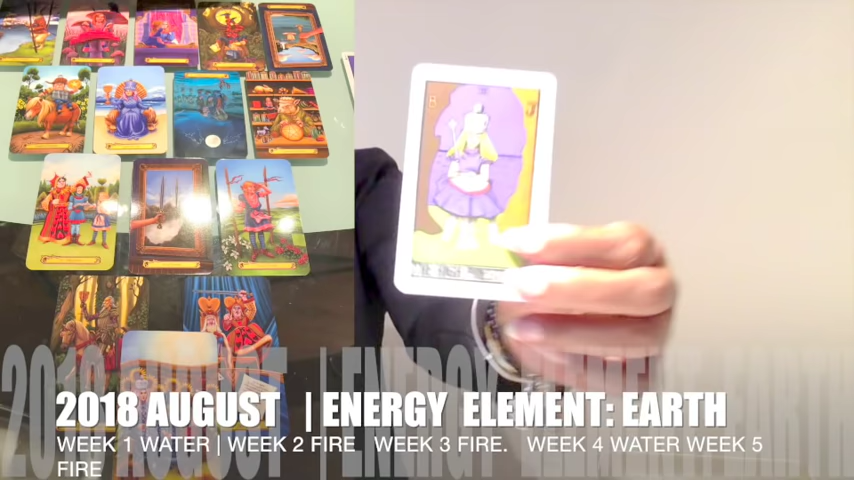 2018 AUGUST | ENERGY ELEMENT: EARTH
WEEK 1 WATER | WEEK 2 FIRE WEEK 3 FIRE. WEEK 4 WATER WEEK 5
FIRE